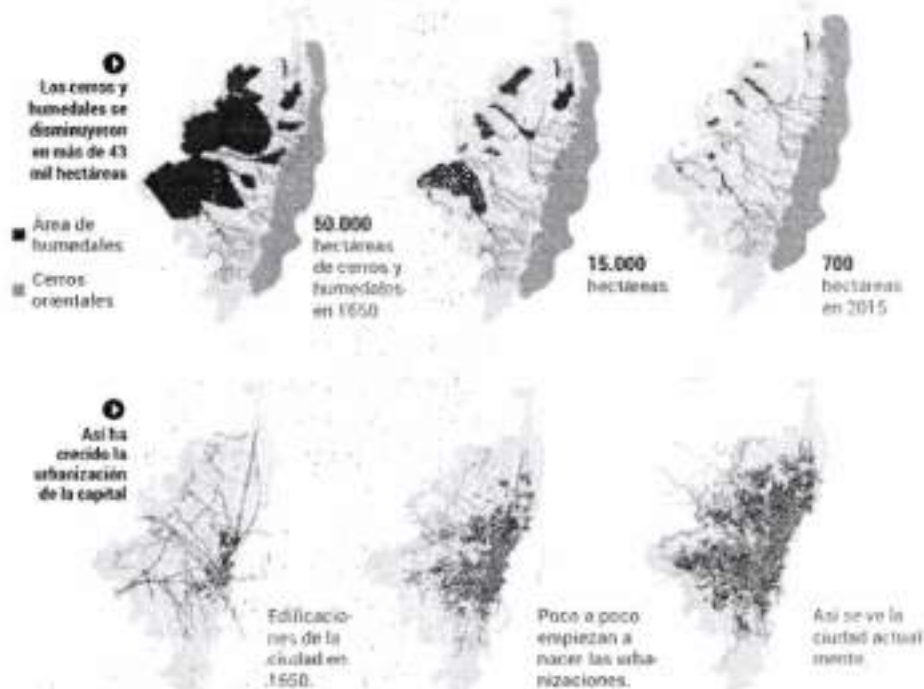 Los cerros y
humedales se
disminuyeron
en más de 43
mil hectáreas
Area de
humedales
Cerros
orientales
50.000
hectáreas
de cerros y
humedales
en 1650
15.000
hectáreas
700
hectáreas
en 2015
Así ha
crecido la
urbanización
de la capital
Edificacio-
nes de la
ciudad en
1650.
Poco a poco
empiezan a
nacer las urba-
nizaciones.
Así se ve la
ciudad actual
mente.